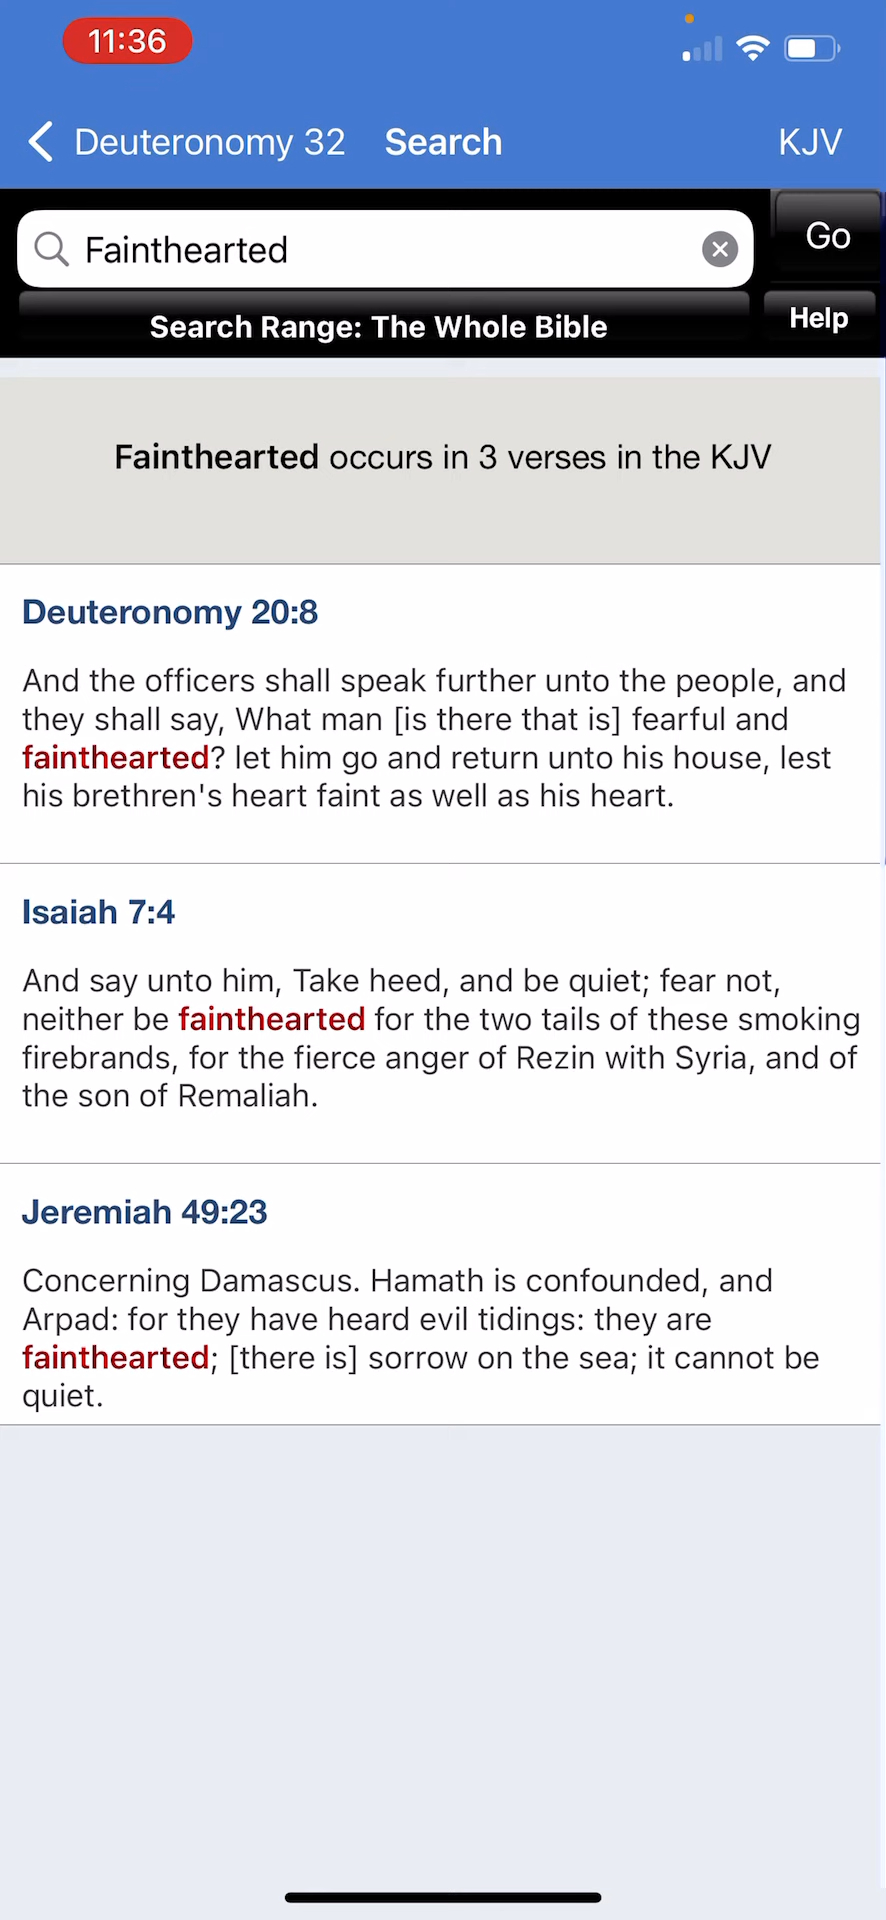 11:36
Deuteronomy 32 Search KJV
Fainthearted Go
Search Range: The Whole Bible Help
Fainthearted occurs in 3 verses in the KJV
Deuteronomy 20:8
And the officers shall speak further unto the people, and
they shall say, What man [is there that is] fearful and
fainthearted? let him go and return unto his house, lest
his brethren's heart faint as well as his heart.
Isaiah 7:4
And say unto him, Take heed, and be quiet; fear not,
neither be fainthearted for the two tails of these smoking
firebrands, for the fierce anger of Rezin with Syria, and of
the son of Remaliah.
Jeremiah 49:23
Concerning Damascus. Hamath is confounded, and
Arpad: for they have heard evil tidings: they are
fainthearted; [there is] sorrow on the sea; it cannot be
quiet.